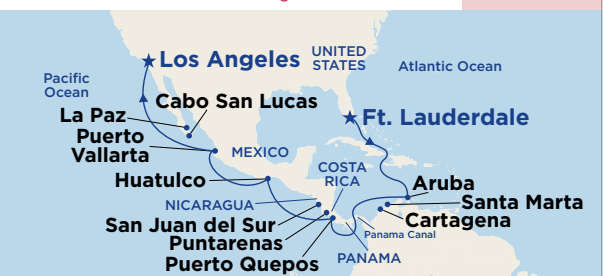 Los Angeles
UNITED
STATES
Atlantic Ocean
Pacific
Ocean
Cabo San Lucas
La Paz
Ft. Lauderdale
Puerto
Vallarta
MEXICO
COSTA
RICA
Huatulco
Aruba
NICARAGUA
Santa Marta
San Juan del Sur
Cartagena
Panama Canal
Puntarenas
PANAMA
Puerto Quepos